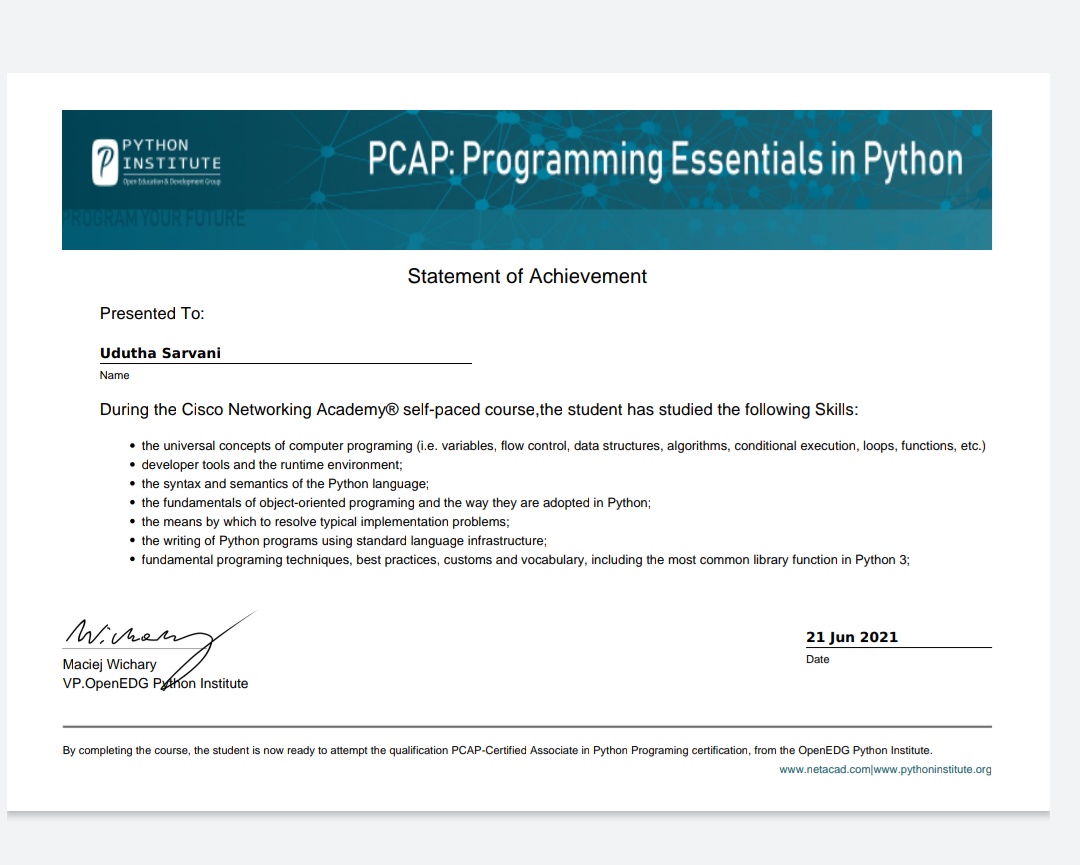 PYTHON
INSTITUTE
Open Education & Development Group
PCAP: Programming Essentials in Python
PROGRAM YOUR FUTURE
Statement of Achievement
Presented To:
Udutha Sarvani
Name
During the Cisco Networking Academy® self-paced course,the student has studied the following Skills:
• the universal concepts of computer programing (i.e. variables, flow control, data structures, algorithms, conditional execution, loops, functions, etc.)
• developer tools and the runtime environment;
• the syntax and semantics of the Python language;
• the fundamentals of object-oriented programing and the way they are adopted in Python;
• the means by which to resolve typical implementation problems;
• the writing of Python programs using standard language infrastructure;
• fundamental programing techniques, best practices, customs and vocabulary, including the most common library function in Python 3;
W.ichary
Maciej Wichary
VP.OpenEDG Python Institute
21 Jun 2021
Date
By completing the course, the student is now ready to attempt the qualification PCAP-Certified Associate in Python Programing certification, from the OpenEDG Python Institute.
www.netacad.com|www.pythoninstitute.org